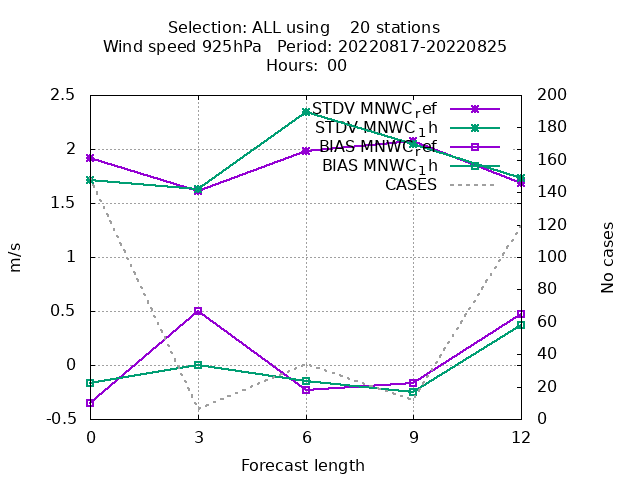 Selection: ALL using    20 stations
Wind speed 925hPa   Period: 20220817-20220825
Hours: 00
STDV MNWC_ref
STDV MNWC_1h
BIAS MNWC_ref
BIAS MNWC_1h
CASES
2.5
2
1.5
1
0.5
0
-0.5
m/s
200
180
160
140
120
100
80
60
40
20
0
No cases
0 3 6 9 12
Forecast length